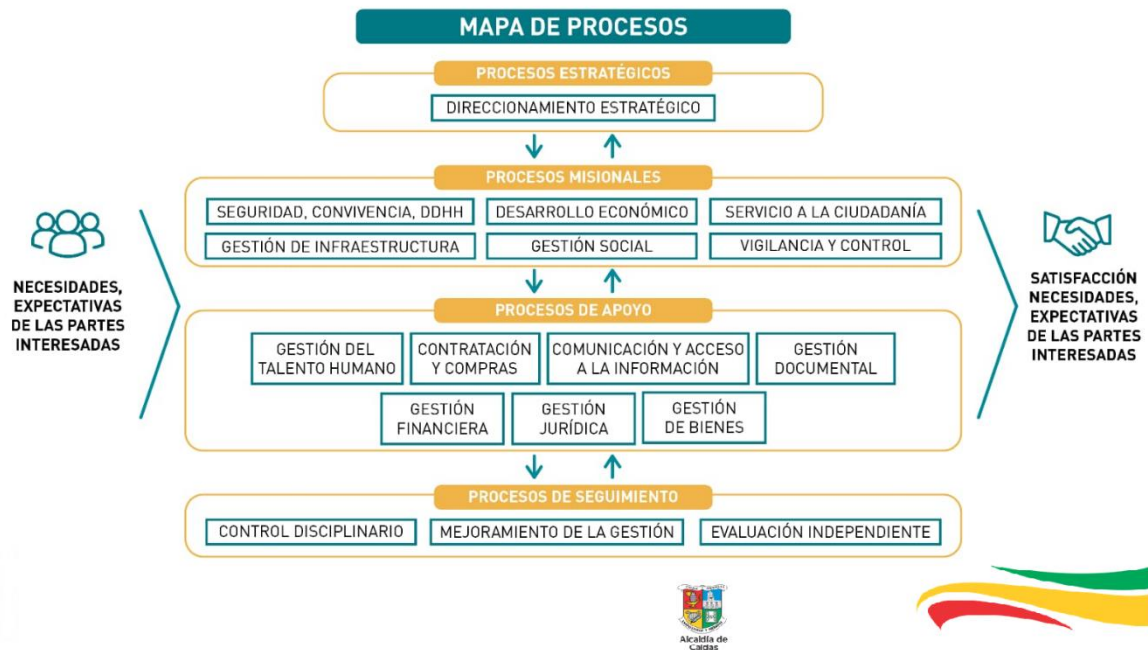 MAPA DE PROCESOS
PROCESOS ESTRATÉGICOS
DIRECCIONAMIENTO ESTRATÉGICO
PROCESOS MISIONALES
SEGURIDAD, CONVIVENCIA, DDHH
DESARROLLO ECONÓMICO
SERVICIO A LA CIUDADANÍA
GESTIÓN DE INFRAESTRUCTURA
GESTIÓN SOCIAL
VIGILANCIA Y CONTROL
NECESIDADES,
EXPECTATIVAS
DE LAS PARTES
INTERESADAS
SATISFACCIÓN
NECESIDADES,
EXPECTATIVAS
DE LAS PARTES
INTERESADAS
PROCESOS DE APOYO
GESTIÓN DEL
TALENTO HUMANO
CONTRATACIÓN
Y COMPRAS
COMUNICACIÓN Y ACCESO
A LA INFORMACIÓN
GESTIÓN
DOCUMENTAL
GESTIÓN
FINANCIERA
GESTIÓN
JURÍDICA
GESTIÓN
DE BIENES
PROCESOS DE SEGUIMIENTO
CONTROL DISCIPLINARIO
MEJORAMIENTO DE LA GESTIÓN
EVALUACIÓN INDEPENDIENTE
Alcaldía de
Caldas